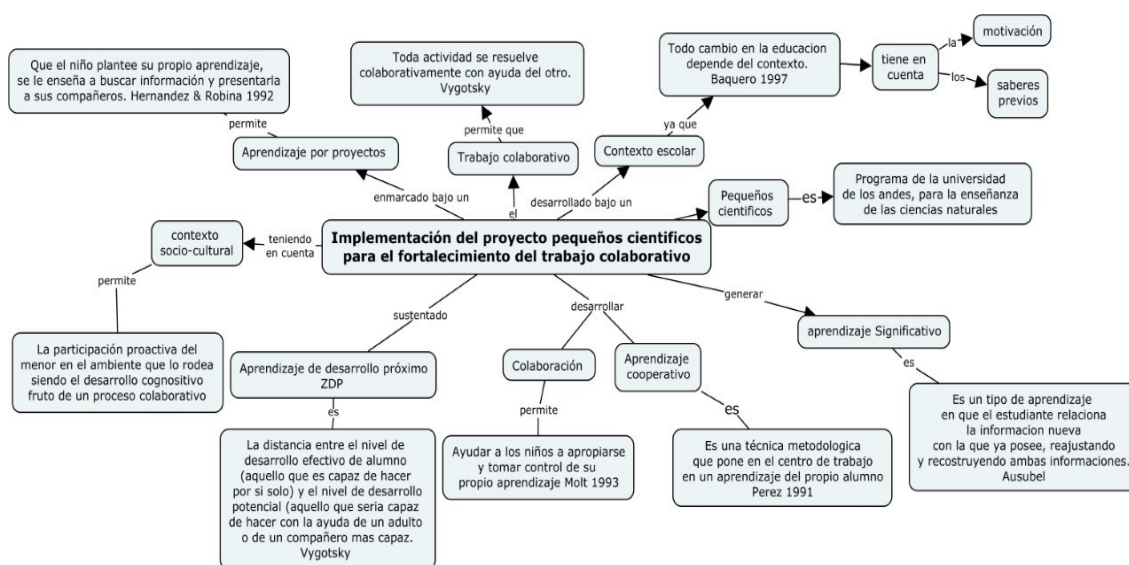 Que el niño plantee su propio aprendizaje,
se le enseña a buscar información y presentarla
a sus compañeros. Hernandez & Robina 1992
permite
Aprendizaje por proyectos
enmarcado bajo un
Toda actividad se resuelve
colaborativamente con ayuda del otro.
Vygotsky
permite que
Trabajo colaborativo
el
Todo cambio en la educacion
depende del contexto.
Baquero 1997
tiene en
cuenta
la
motivación
los
saberes
previos
ya que
Contexto escolar
desarrollado bajo un
Pequeños
cientificos
es
Programa de la universidad
de los andes, para la enseñanza
de las ciencias naturales
Implementación del proyecto pequeños cientificos
para el fortalecimiento del trabajo colaborativo
teniendo
en cuenta
contexto
socio-cultural
permite
La participación proactiva del
menor en el ambiente que lo rodea
siendo el desarrollo cognositivo
fruto de un proceso colaborativo
sustentado
Aprendizaje de desarrollo próximo
ZDP
es
La distancia entre el nivel de
desarrollo efectivo de alumno
(aquello que es capaz de hacer
por si solo) y el nivel de desarrollo
potencial (aquello que seria capaz
de hacer con la ayuda de un adulto
o de un compañero mas capaz.
Vygotsky
desarrollar
Colaboración
permite
Ayudar a los niños a apropiarse
y tomar control de su
propio aprendizaje Molt 1993
Aprendizaje
cooperativo
es
Es una técnica metodologica
que pone en el centro de trabajo
en un aprendizaje del propio alumno
Perez 1991
generar
aprendizaje Significativo
es
Es un tipo de aprendizaje
en que el estudiante relaciona
la informacion nueva
con la que ya posee, reajustando
y recostruyendo ambas informaciones.
Ausubel